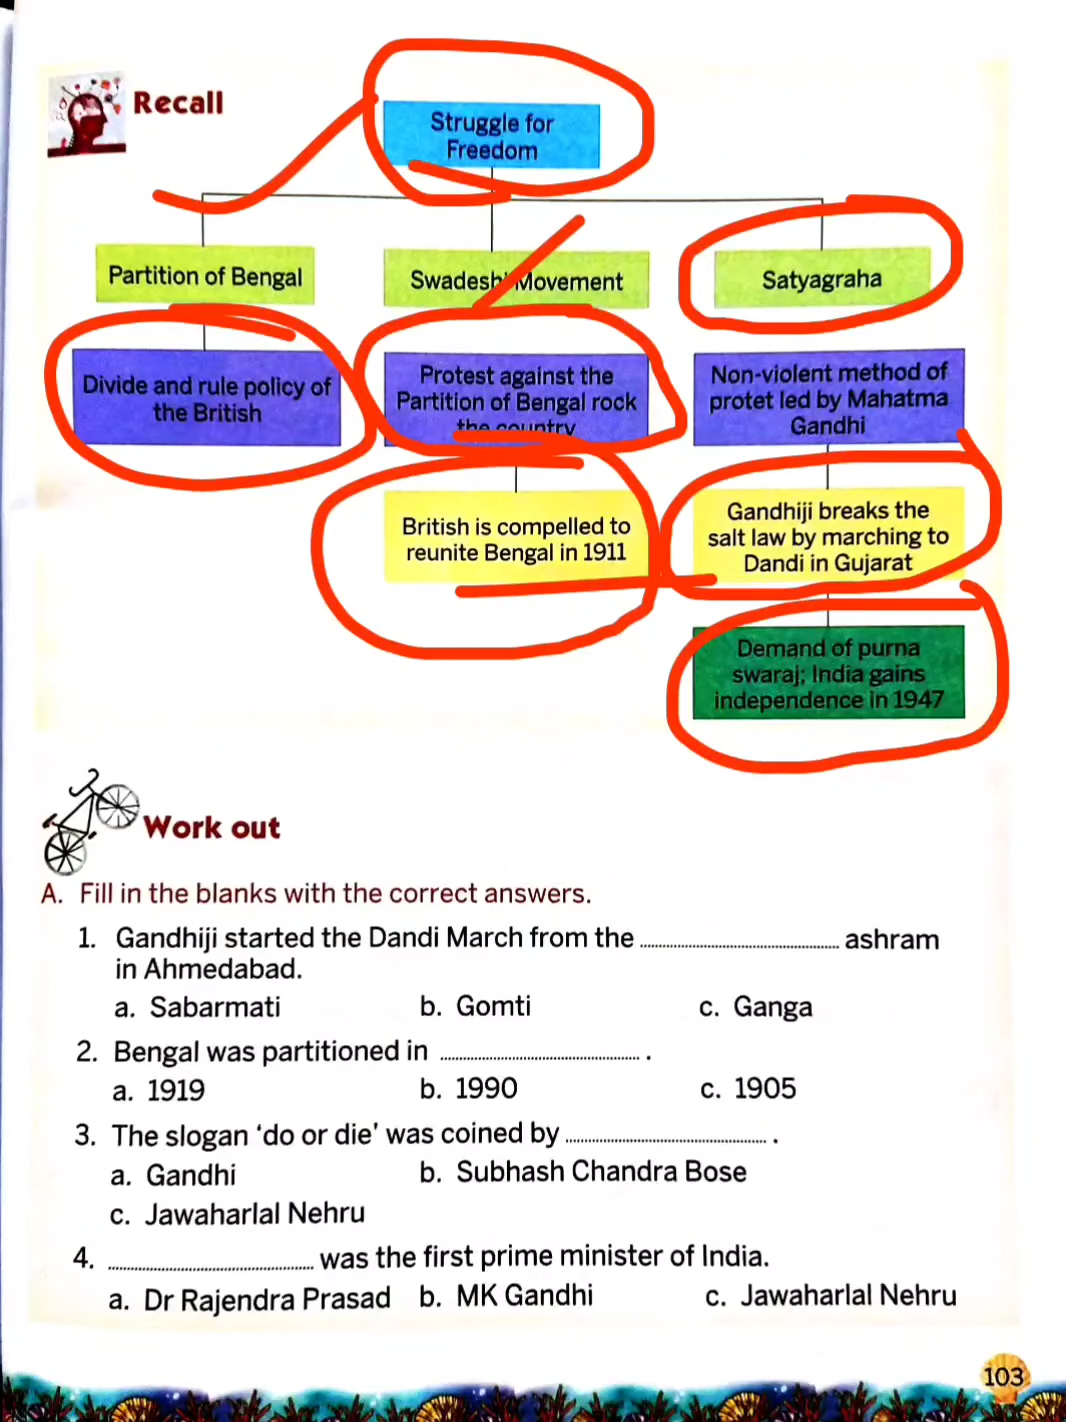 Recall
Struggle for
Freedom
Partition of Bengal
Swadeshi Movement
Satyagraha
Divide and rule policy of
the British
Protest against the
Partition of Bengal rock
the country
Non-violent method of
protet led by Mahatma
Gandhi
British is compelled to
reunite Bengal in 1911
Gandhiji breaks the
salt law by marching to
Dandi in Gujarat
Demand of purna
swaraj; India gains
independence in 1947
Work out
A. Fill in the blanks with the correct answers.
1. Gandhiji started the Dandi March from the ........................ ashram
in Ahmedabad.
a. Sabarmati b. Gomti c. Ganga
2. Bengal was partitioned in ........................ .
a. 1919 b. 1990 c. 1905
3. The slogan ‘do or die’ was coined by ........................ .
a. Gandhi b. Subhash Chandra Bose
c. Jawaharlal Nehru
4. ........................ was the first prime minister of India.
a. Dr Rajendra Prasad b. MK Gandhi c. Jawaharlal Nehru
103